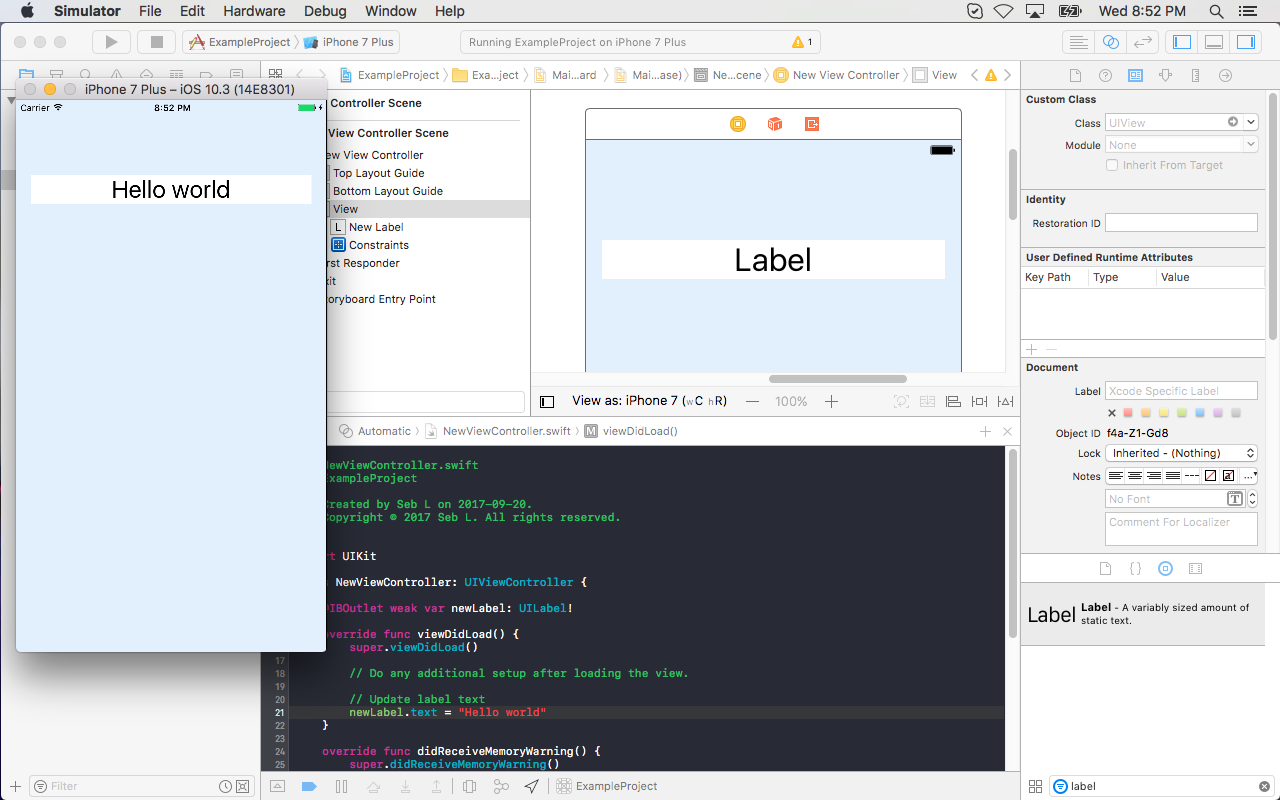 Simulator File Edit Hardware Debug Window Help Wed 8:52 PM
ExampleProject iPhone 7 Plus
Running ExampleProject on iPhone 7 Plus 1
iPhone 7 Plus – iOS 10.3 (14E8301)
Carrier 8:52 PM
Hello world
ExampleProject Exa...ject Mai...ard Mai...ase) Ne...cene New View Controller View
Controller Scene
View Controller Scene
ew View Controller
Top Layout Guide
Bottom Layout Guide
View
L New Label
Constraints
rst Responder
xit
oryboard Entry Point
Label
View as: iPhone 7 (wC hR) — 100% +
Automatic NewViewController.swift M viewDidLoad()
NewViewController.swift
ExampleProject
Created by Seb L on 2017-09-20.
Copyright © 2017 Seb L. All rights reserved.
rt UIKit
NewViewController: UIViewController {
IBOutlet weak var newLabel: UILabel!
override func viewDidLoad() {
super.viewDidLoad()
17
18 // Do any additional setup after loading the view.
19
20 // Update label text
21 newLabel.text = "Hello world"
22 }
23
24 override func didReceiveMemoryWarning() {
25 super.didReceiveMemoryWarning()
Filter
ExampleProject
Custom Class
Class UIView
Module None
Inherit From Target
Identity
Restoration ID
User Defined Runtime Attributes
Key Path Type Value
Document
Label Xcode Specific Label
Object ID f4a-Z1-Gd8
Lock Inherited - (Nothing)
Notes
No Font T
Comment For Localizer
Label Label - A variably sized amount of
static text.
label